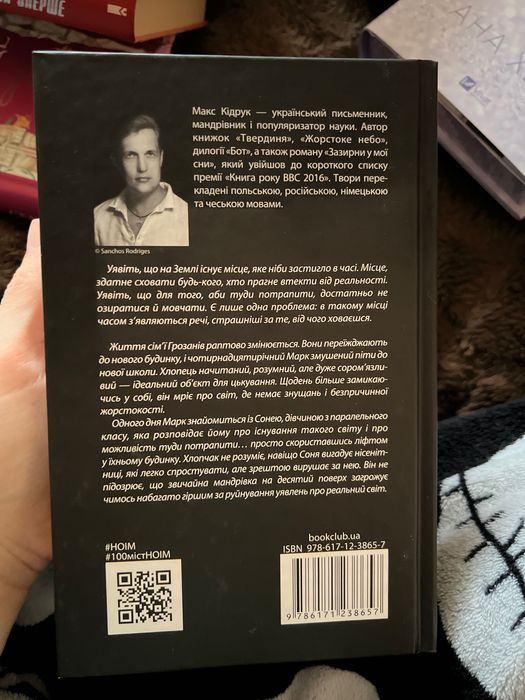 ВПЕРШЕ
АНА Х
Макс Кідрук — український письменник,
мандрівник і популяризатор науки. Автор
книжок «Твердиня», «Жорстоке небо»,
дилогії «Бот», а також роману «Зазирни у мої
сни», який увійшов до короткого списку
премії «Книга року ВВС 2016». Твори пере-
кладені польською, російською, німецькою
та чеською мовами.
© Sanchos Rodriges
Уявіть, що на Землі існує місце, яке ніби застигло в часі. Місце,
здатне сховати будь-кого, хто прагне втекти від реальності.
Уявіть, що для того, аби туди потрапити, достатньо не
озиратися й мовчати. Є лише одна проблема: в такому місці
часом з’являються речі, страшніші за те, від чого ховаєшся.
Життя сім’ї Грозанів раптово змінюється. Вони переїжджають
до нового будинку, і чотирнадцятирічний Марк змушений піти до
нової школи. Хлопець начитаний, розумний, але дуже сором’язли-
вий — ідеальний об’єкт для цькування. Щодень більше замикаю-
чись у собі, він мріє про світ, де немає знущань і безпричинної
жорстокості.
Одного дня Марк знайомиться із Сонею, дівчиною з паралельного
класу, яка розповідає йому про існування такого світу і про
можливість туди потрапити... просто скориставшись ліфтом
у їхньому будинку. Хлопчак не розуміє, навіщо Соня вигадує нісеніт-
ниці, які легко спростувати, але зрештою вирушає за нею. Він не
підозрює, що звичайна мандрівка на десятий поверх загрожує
чимось набагато гіршим за руйнування уявлень про реальний світ.
#НОІМ
#100містНОІМ
bookclub.ua
ISBN 978-617-12-3865-7
9 786171 238657